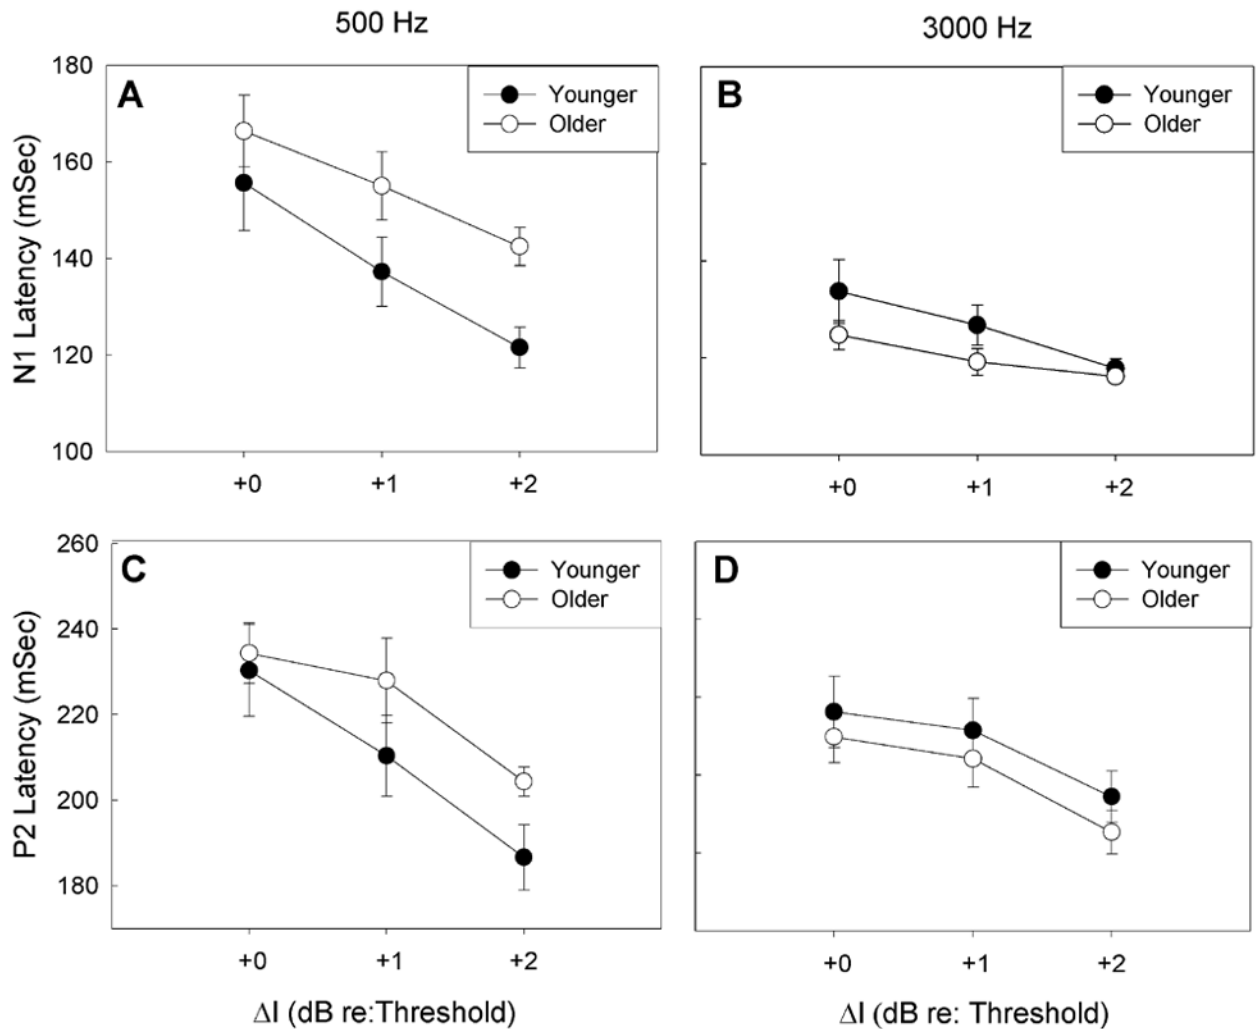 500 Hz
3000 Hz
A
Younger
Older
B
Younger
Older
N1 Latency (mSec)
180
160
140
120
100
+0 +1 +2
+0 +1 +2
C
Younger
Older
D
Younger
Older
P2 Latency (mSec)
260
240
220
200
180
+0 +1 +2
+0 +1 +2
ΔI (dB re:Threshold)
ΔI (dB re: Threshold)